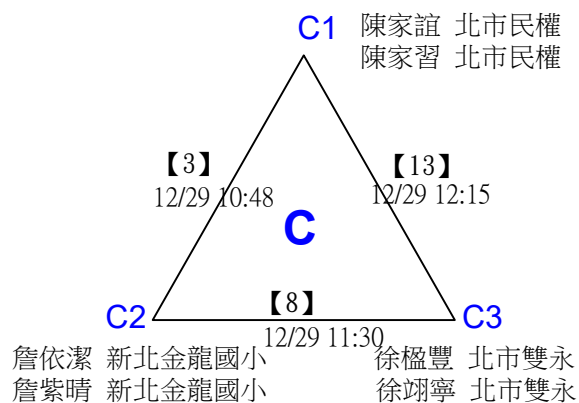 C1
陳家誼 北市民權
陳家習 北市民權
【3】
12/29 10:48
【13】
12/29 12:15
C
【8】
12/29 11:30
C2
C3
詹依潔 新北金龍國小
詹紫晴 新北金龍國小
徐楹豐 北市雙永
徐翊寧 北市雙永